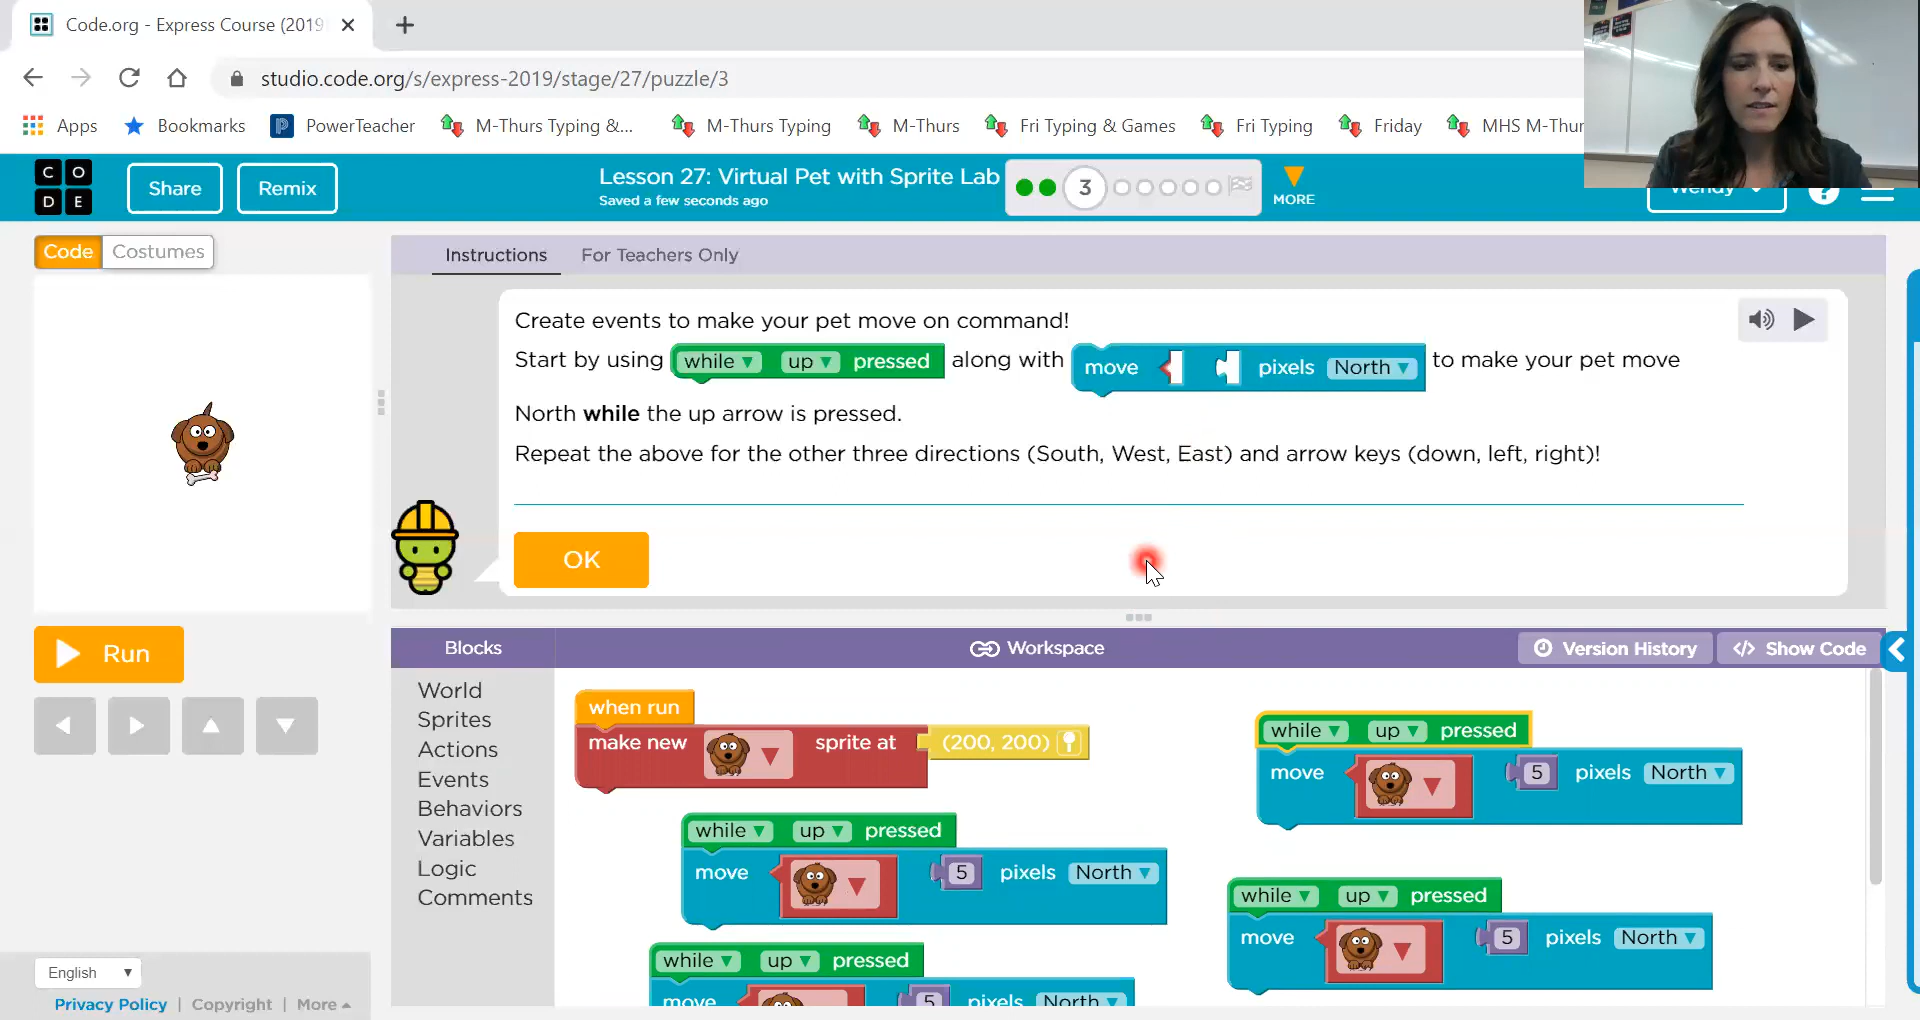 Code.org - Express Course (2019
studio.code.org/s/express-2019/stage/27/puzzle/3
Apps Bookmarks PowerTeacher M-Thurs Typing &... M-Thurs Typing M-Thurs Fri Typing & Games Fri Typing Friday MHS M-Thur
CODE Share Remix Lesson 27: Virtual Pet with Sprite Lab 3 MORE Wendy ?
Saved a few seconds ago
Code Costumes
Instructions For Teachers Only
Create events to make your pet move on command!
Start by using while up pressed along with move pixels North to make your pet move
North while the up arrow is pressed.
Repeat the above for the other three directions (South, West, East) and arrow keys (down, left, right)!
OK
Run
Blocks Workspace Version History </> Show Code
World
Sprites
Actions
Events
Behaviors
Variables
Logic
Comments
when run
make new sprite at (200, 200)
while up pressed
move 5 pixels North
while up pressed
move 5 pixels North
while up pressed
move 5 pixels North
while up pressed
move 5 pixels North
English
Privacy Policy | Copyright | More